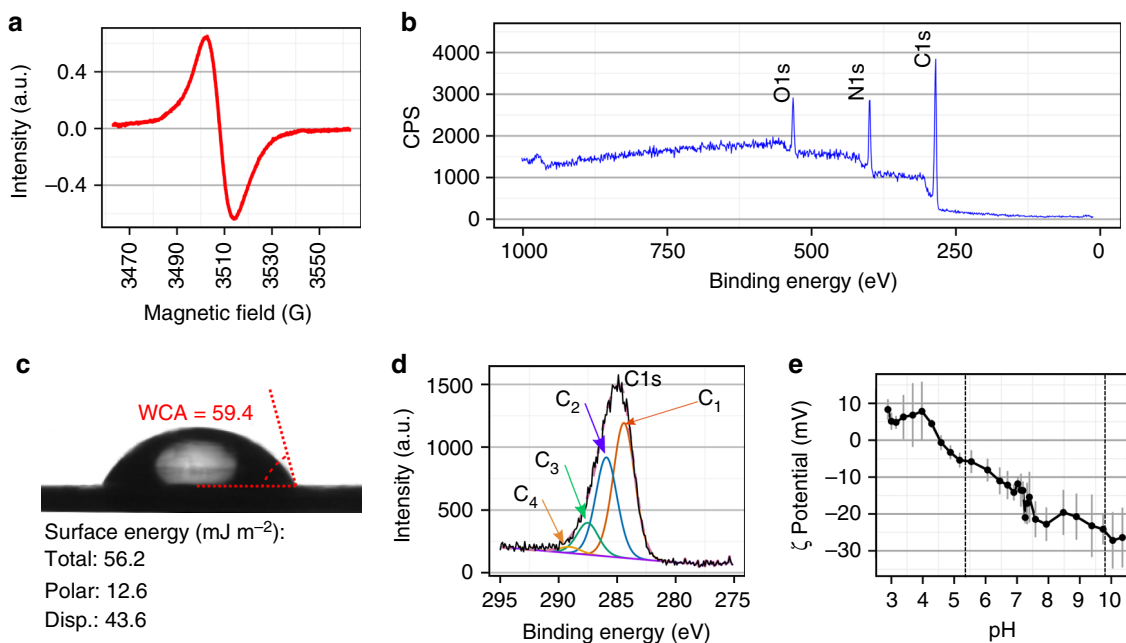 a
0.4
0.0
−0.4
Intensity (a.u.)
3470
3490
3510
3530
3550
Magnetic field (G)
b
4000
3000
2000
1000
0
CPS
O1s
N1s
C1s
1000
750
500
250
0
Binding energy (eV)
c
WCA = 59.4
Surface energy (mJ m⁻²):
Total: 56.2
Polar: 12.6
Disp.: 43.6
d
1500
1000
500
0
Intensity (a.u.)
C1s
C₁
C₂
C₃
C₄
295
290
285
280
275
Binding energy (eV)
e
10
0
−10
−20
−30
ζ Potential (mV)
3 4 5 6 7 8 9 10
pH